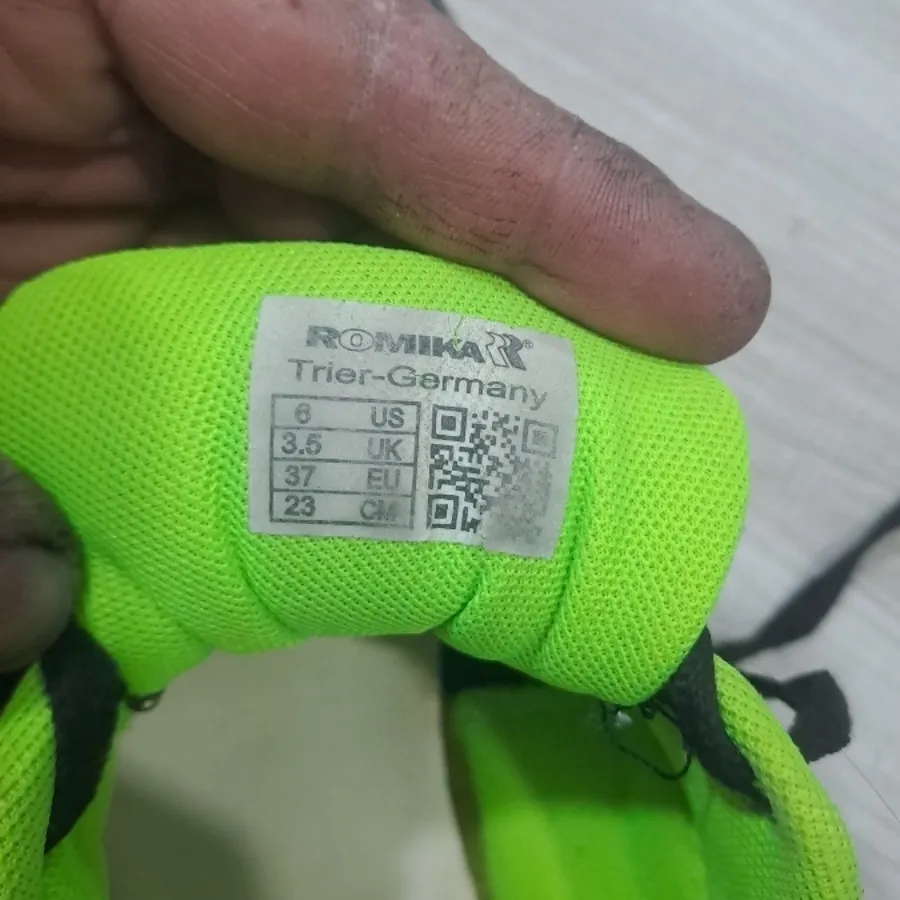 ROMIKA
Trier-Germany
6 US
3.5 UK
37 EU
23 CM